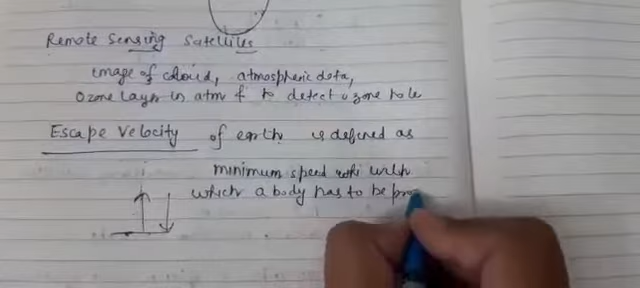 Remote Sensing Satellites
image of cloud, atmospheric data,
Ozone layer in atm & to detect ozone hole
Escape Velocity of earth is defined as
minimum speed with
which a body has to be pro